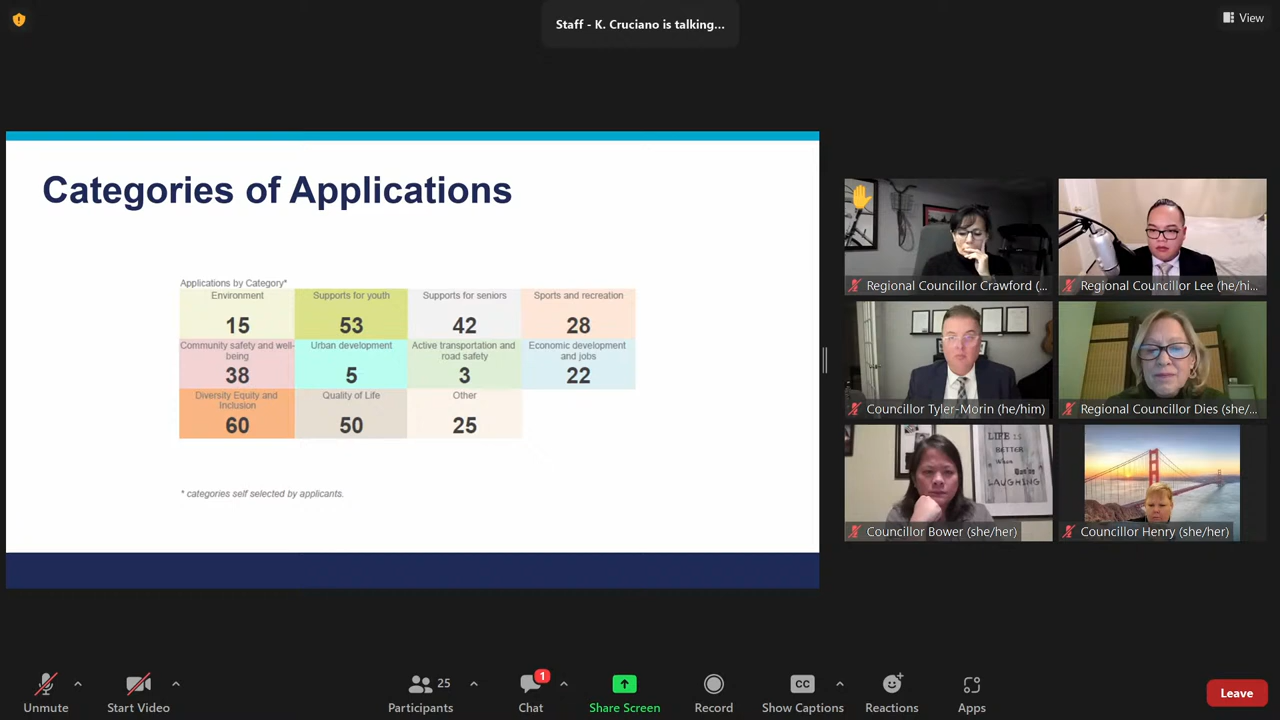 Staff - K. Cruciano is talking...
View
Categories of Applications
Applications by Category*
Environment
15
Supports for youth
53
Supports for seniors
42
Sports and recreation
28
Community safety and well-
being
38
Urban development
5
Active transportation and
road safety
3
Economic development
and jobs
22
Diversity Equity and
Inclusion
60
Quality of Life
50
Other
25
* categories self selected by applicants.
Regional Councillor Crawford (...
Regional Councillor Lee (he/hi...
Councillor Tyler-Morin (he/him)
Regional Councillor Dies (she/...
LIFE IS
BETTER
When
LAUGHING
Councillor Bower (she/her)
Councillor Henry (she/her)
Unmute
Start Video
25
Participants
1
Chat
Share Screen
Record
CC
Show Captions
Reactions
Apps
Leave